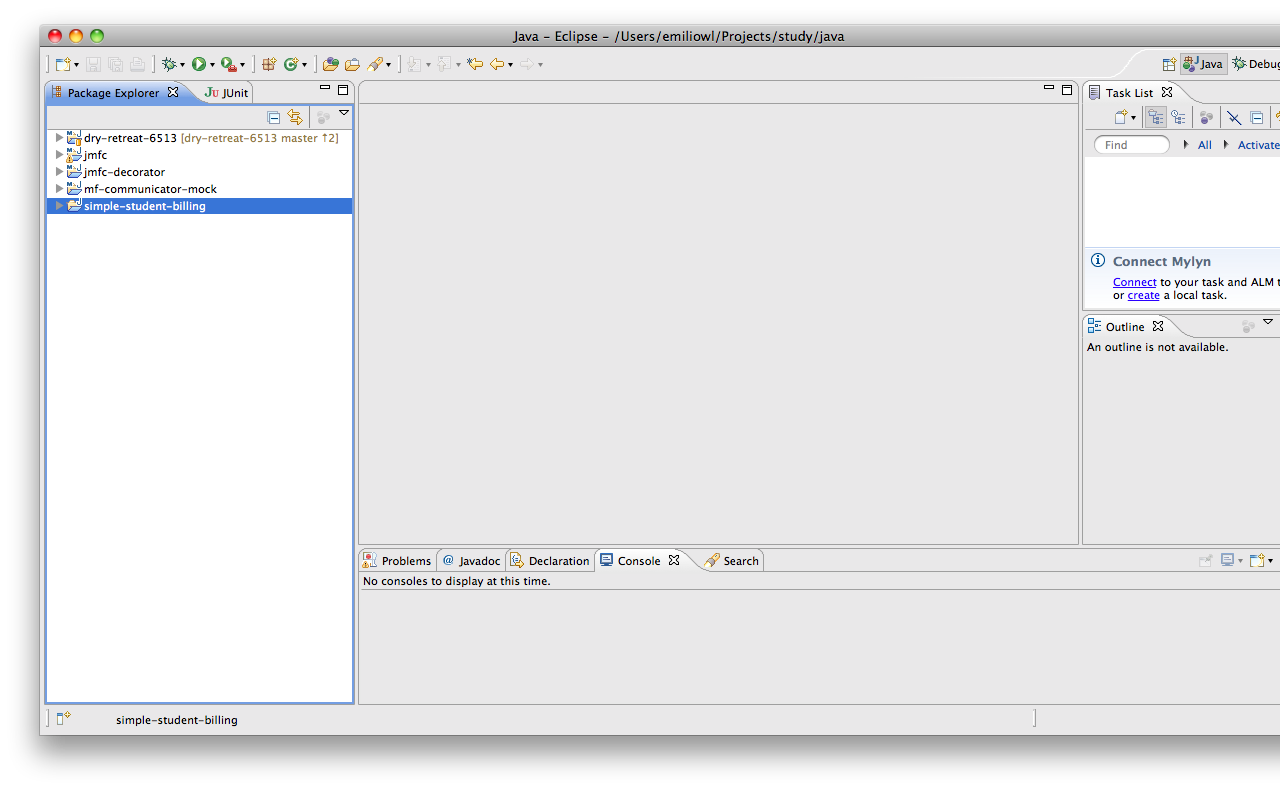 Java – Eclipse – /Users/emiliowl/Projects/study/java
Java
Debug
Package Explorer
JUnit
dry-retreat-6513 [dry-retreat-6513 master ↑2]
jmfc
jmfc-decorator
mf-communicator-mock
simple-student-billing
Task List
Find
All
Activate
Connect Mylyn
Connect to your task and ALM t
or create a local task.
Outline
An outline is not available.
Problems
@ Javadoc
Declaration
Console
Search
No consoles to display at this time.
simple-student-billing